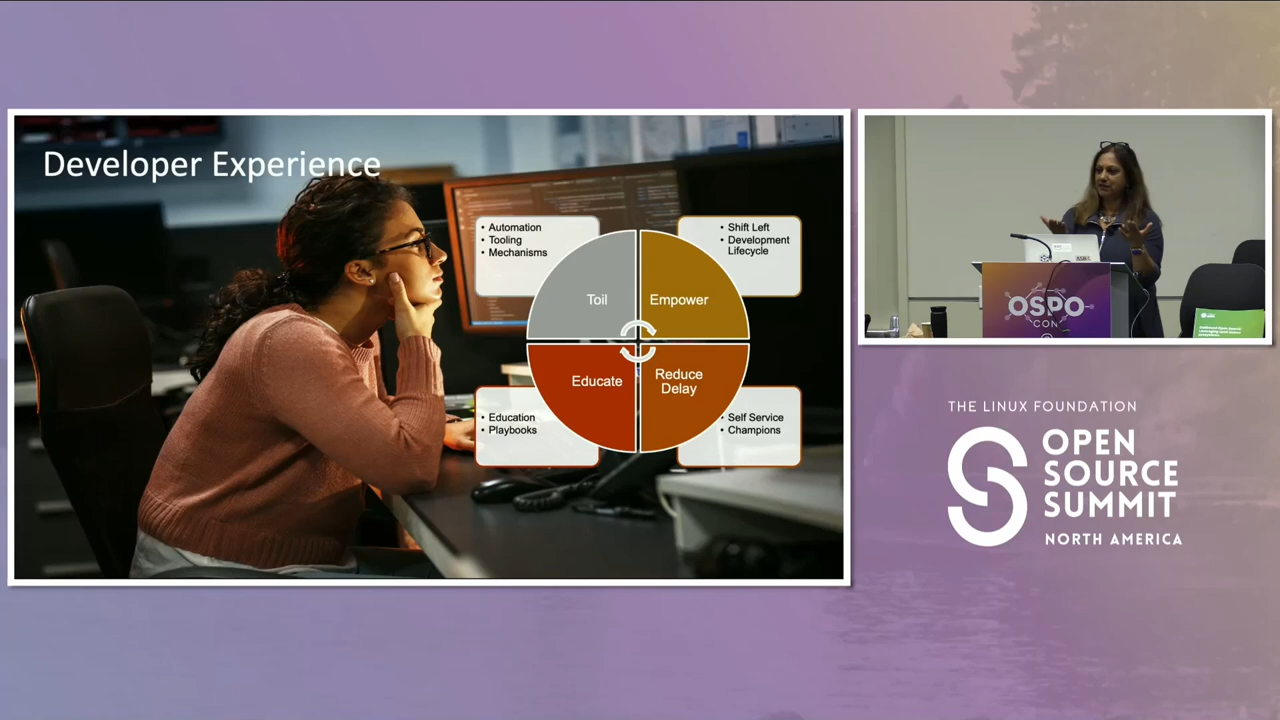 Developer Experience
• Automation
• Tooling
• Mechanisms
• Shift Left
• Development
Lifecycle
Toil
Empower
Educate
Reduce
Delay
• Education
• Playbooks
• Self Service
• Champions
OSPO
CON
THE LINUX FOUNDATION
OPEN
SOURCE
SUMMIT
NORTH AMERICA